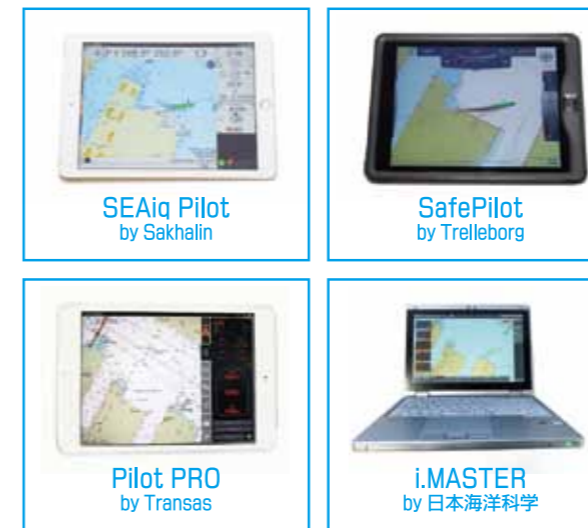 SEAiq Pilot
by Sakhalin
SafePilot
by Trelleborg
Pilot PRO
by Transas
i.MASTER
by 日本海洋科学